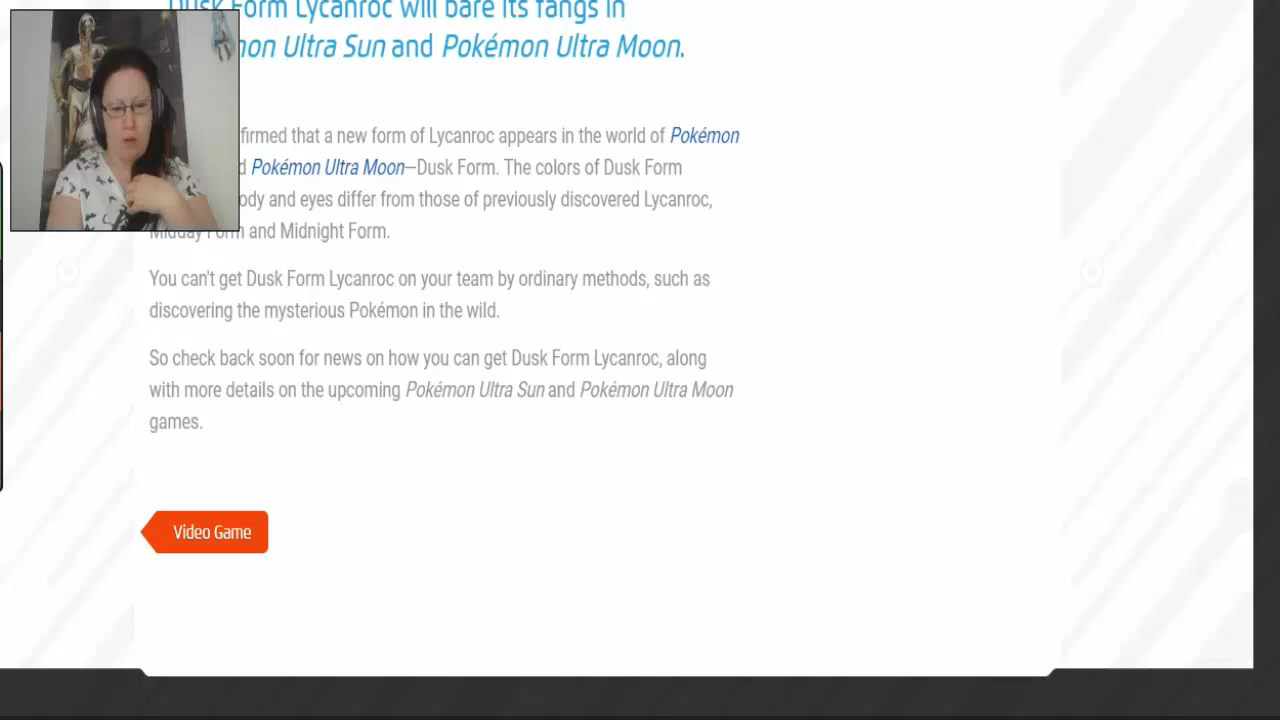 Dusk Form Lycanroc will bare its fangs in
mon Ultra Sun and Pokémon Ultra Moon.
firmed that a new form of Lycanroc appears in the world of Pokémon
d Pokémon Ultra Moon—Dusk Form. The colors of Dusk Form
ody and eyes differ from those of previously discovered Lycanroc,
Midday Form and Midnight Form.
You can't get Dusk Form Lycanroc on your team by ordinary methods, such as
discovering the mysterious Pokémon in the wild.
So check back soon for news on how you can get Dusk Form Lycanroc, along
with more details on the upcoming Pokémon Ultra Sun and Pokémon Ultra Moon
games.
Video Game